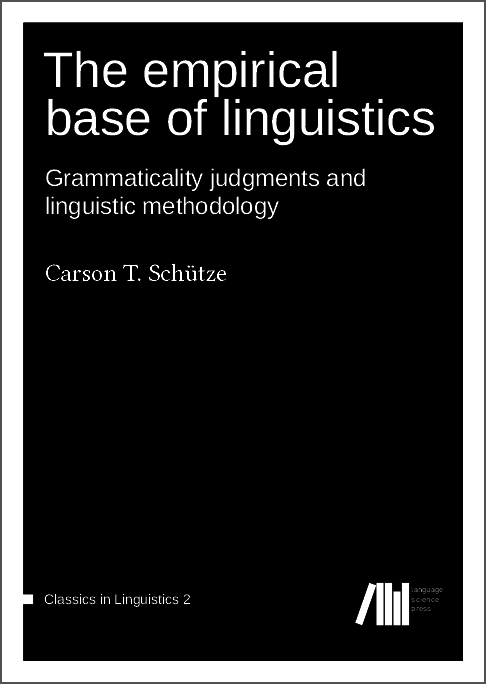 The empirical
base of linguistics
Grammaticality judgments and
linguistic methodology
Carson T. Schütze
Classics in Linguistics 2
language
science
press